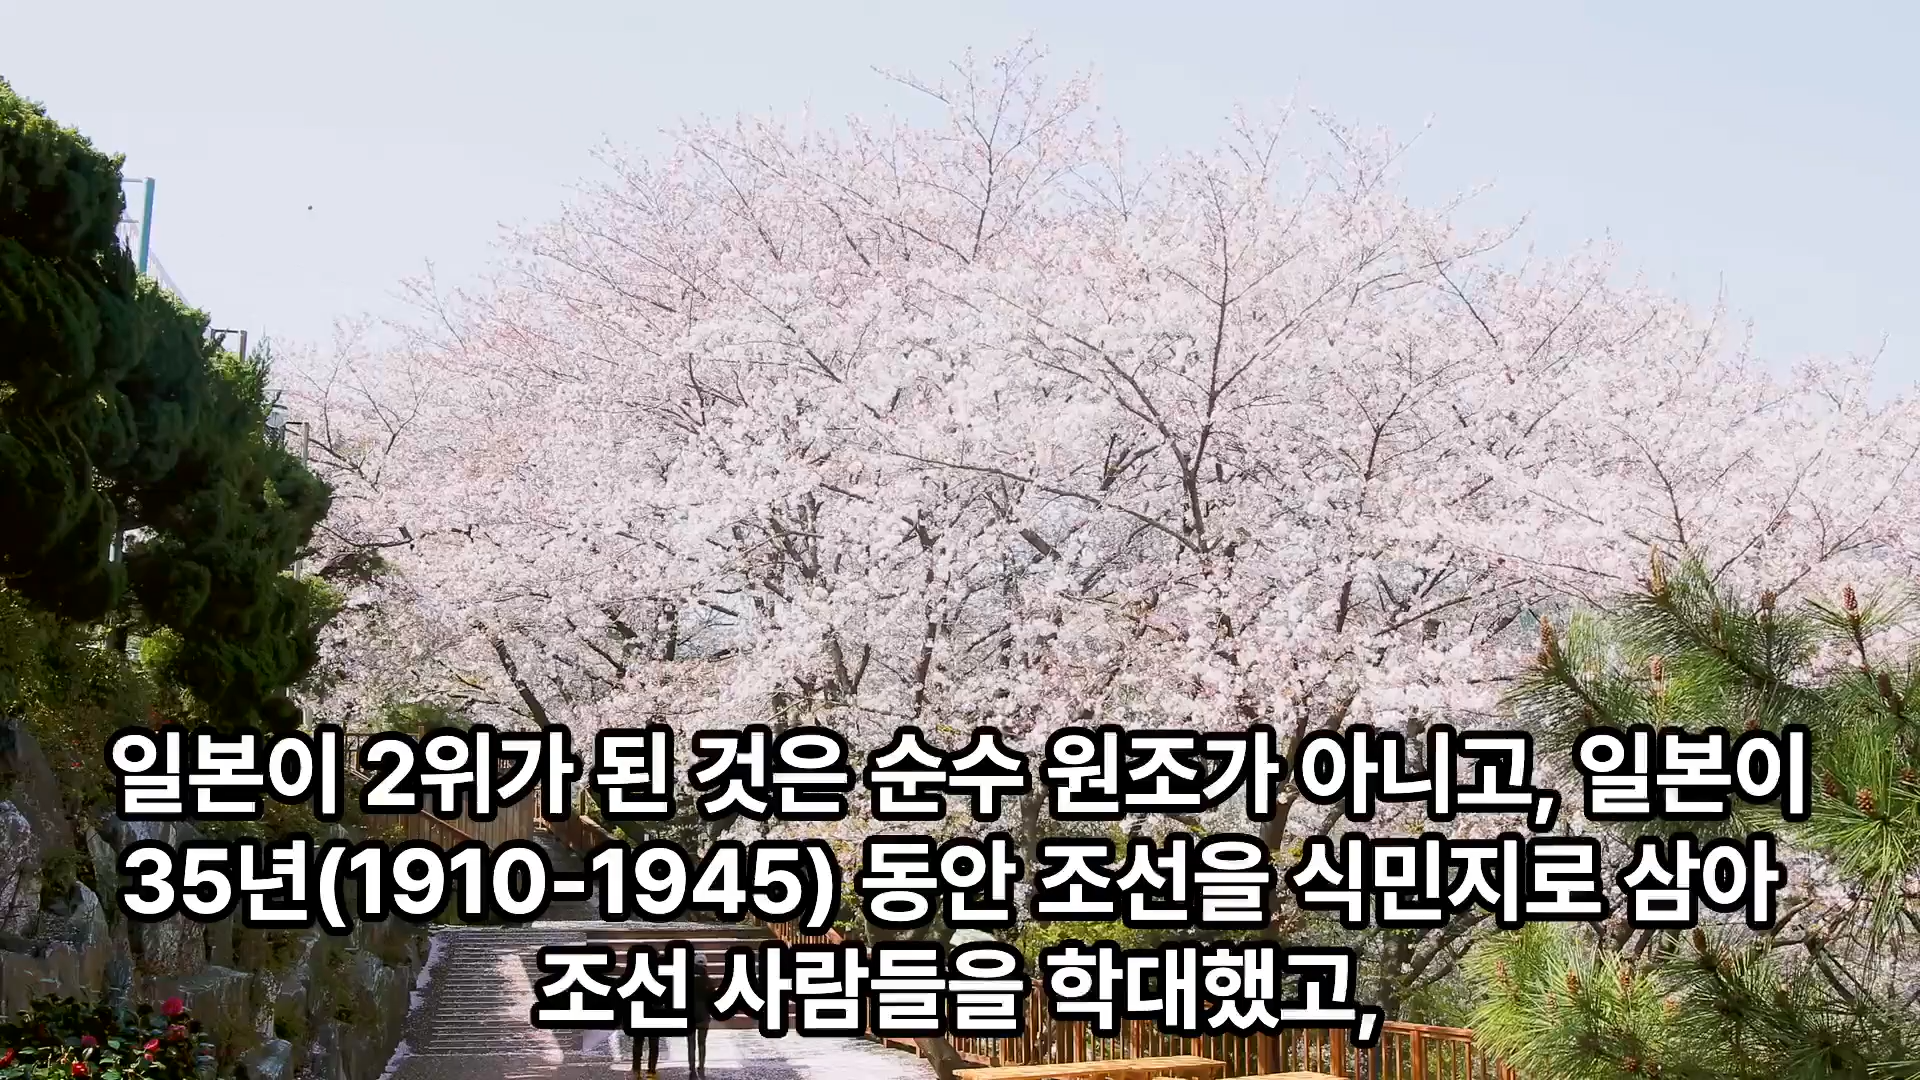 일본이 2위가 된 것은 순수 원조가 아니고, 일본이
35년(1910-1945) 동안 조선을 식민지로 삼아
조선 사람들을 학대했고,